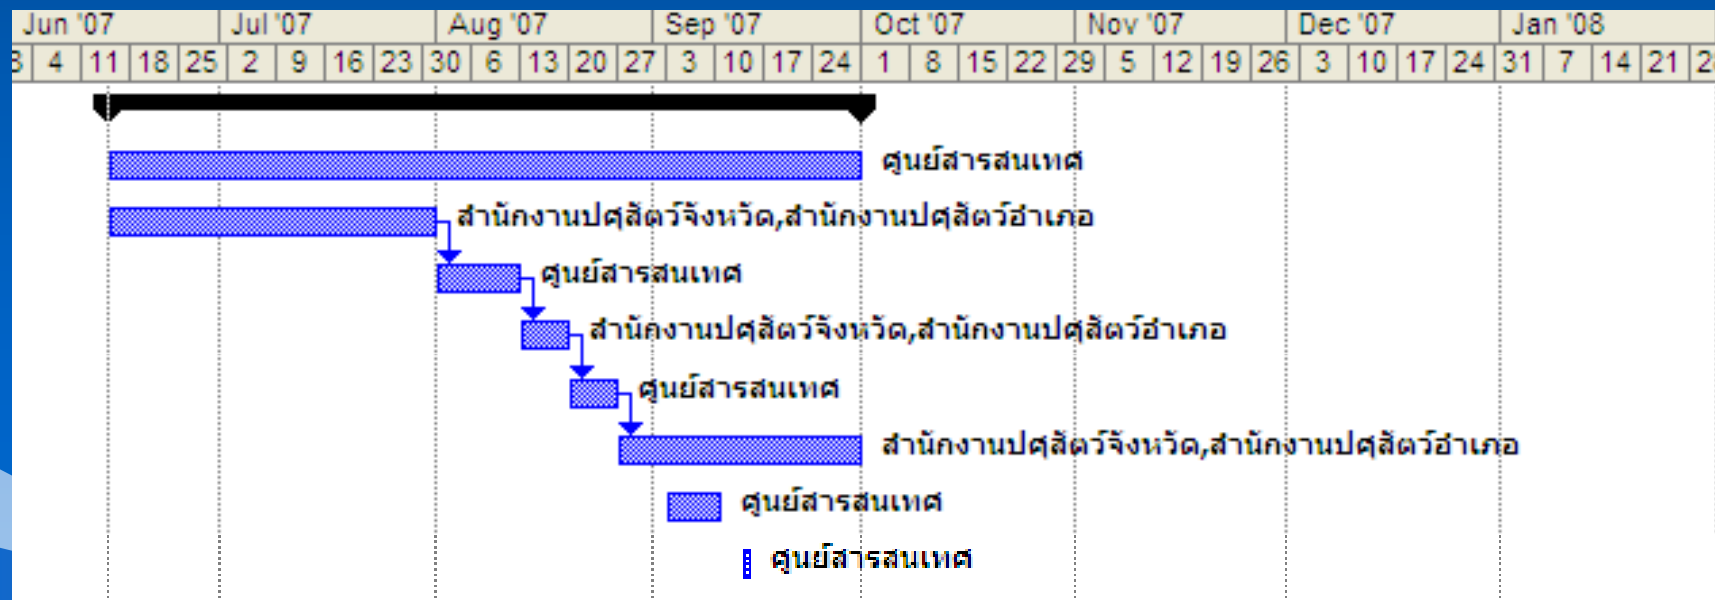 Jun '07 Jul '07 Aug '07 Sep '07 Oct '07 Nov '07 Dec '07 Jan '08
4 11 18 25 2 9 16 23 30 6 13 20 27 3 10 17 24 1 8 15 22 29 5 12 19 26 3 10 17 24 31 7 14 21
ศูนย์สารสนเทศ
สำนักงานปศุสัตว์จังหวัด,สำนักงานปศุสัตว์อำเภอ
ศูนย์สารสนเทศ
สำนักงานปศุสัตว์จังหวัด,สำนักงานปศุสัตว์อำเภอ
ศูนย์สารสนเทศ
สำนักงานปศุสัตว์จังหวัด,สำนักงานปศุสัตว์อำเภอ
ศูนย์สารสนเทศ
ศูนย์สารสนเทศ